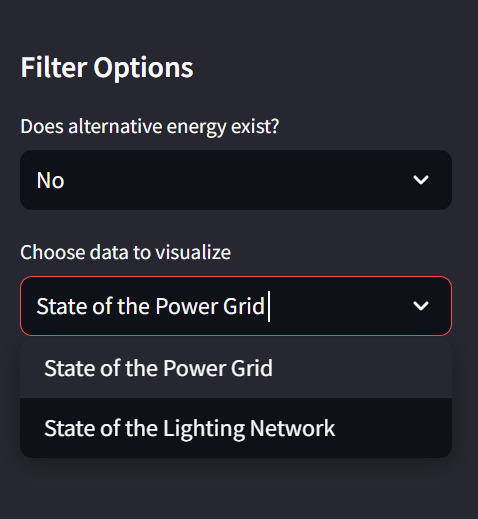 Filter Options
Does alternative energy exist?
No
Choose data to visualize
State of the Power Grid
State of the Power Grid
State of the Lighting Network